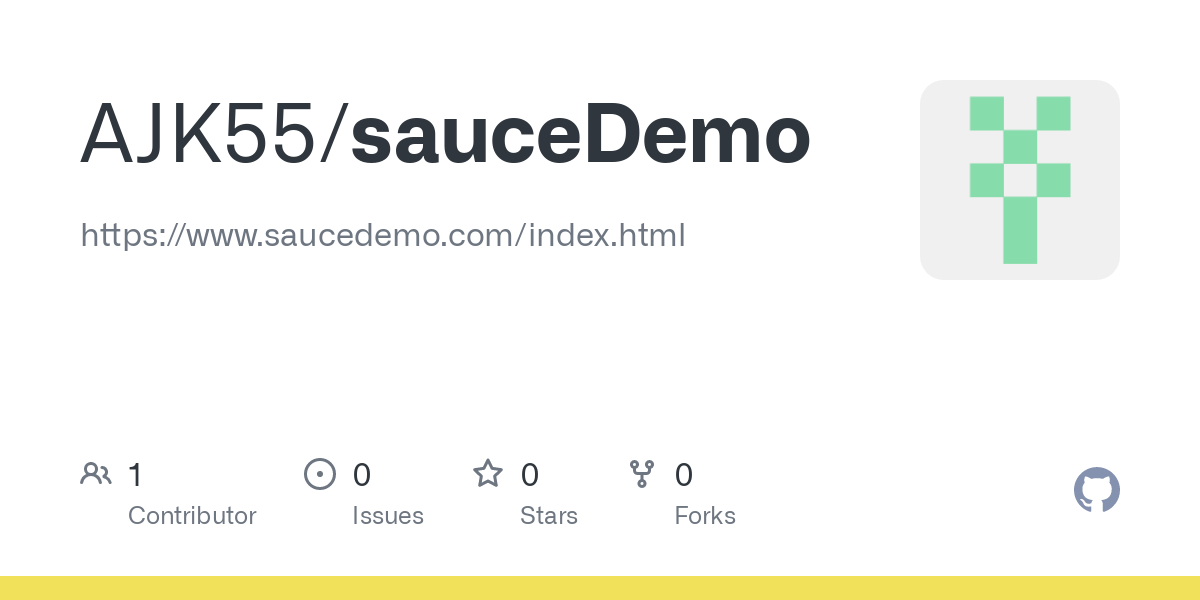 AJK55/sauceDemo
https://www.saucedemo.com/index.html
1 0 0 0
Contributor Issues Stars Forks